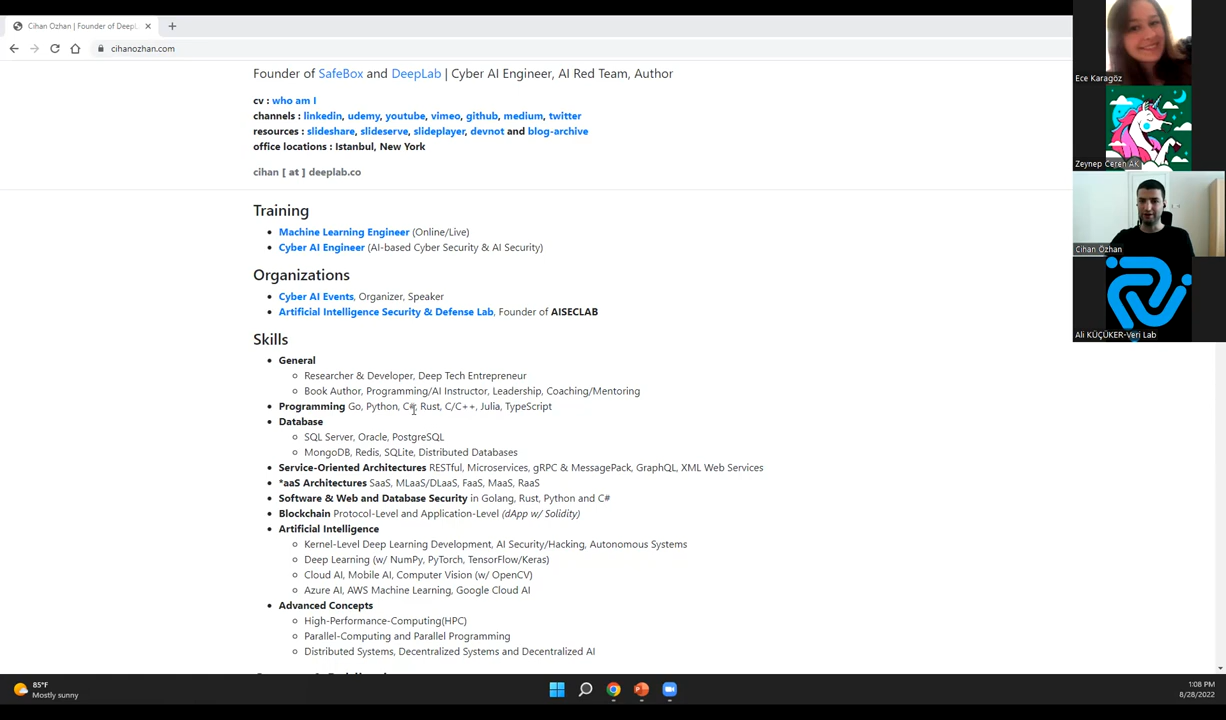 Cihan Ozhan | Founder of DeepL
cihanozhan.com
Founder of SafeBox and DeepLab | Cyber AI Engineer, AI Red Team, Author
cv : who am I
channels : linkedin, udemy, youtube, vimeo, github, medium, twitter
resources : slideshare, slideserve, slideplayer, devnot and blog-archive
office locations : Istanbul, New York
cihan [ at ] deeplab.co
Training
Machine Learning Engineer (Online/Live)
Cyber AI Engineer (AI-based Cyber Security & AI Security)
Organizations
Cyber AI Events, Organizer, Speaker
Artificial Intelligence Security & Defense Lab, Founder of AISECLAB
Skills
General
Researcher & Developer, Deep Tech Entrepreneur
Book Author, Programming/AI Instructor, Leadership, Coaching/Mentoring
Programming Go, Python, C#, Rust, C/C++, Julia, TypeScript
Database
SQL Server, Oracle, PostgreSQL
MongoDB, Redis, SQLite, Distributed Databases
Service-Oriented Architectures RESTful, Microservices, gRPC & MessagePack, GraphQL, XML Web Services
*aaS Architectures SaaS, MLaaS/DLaaS, FaaS, MaaS, RaaS
Software & Web and Database Security in Golang, Rust, Python and C#
Blockchain Protocol-Level and Application-Level (dApp w/ Solidity)
Artificial Intelligence
Kernel-Level Deep Learning Development, AI Security/Hacking, Autonomous Systems
Deep Learning (w/ NumPy, PyTorch, TensorFlow/Keras)
Cloud AI, Mobile AI, Computer Vision (w/ OpenCV)
Azure AI, AWS Machine Learning, Google Cloud AI
Advanced Concepts
High-Performance-Computing(HPC)
Parallel-Computing and Parallel Programming
Distributed Systems, Decentralized Systems and Decentralized AI
Ece Karagöz
Zeynep Ceren AK
Cihan Özhan
Ali KÜÇÜKER-Veri Lab
85°F
Mostly sunny
1:08 PM
8/28/2022